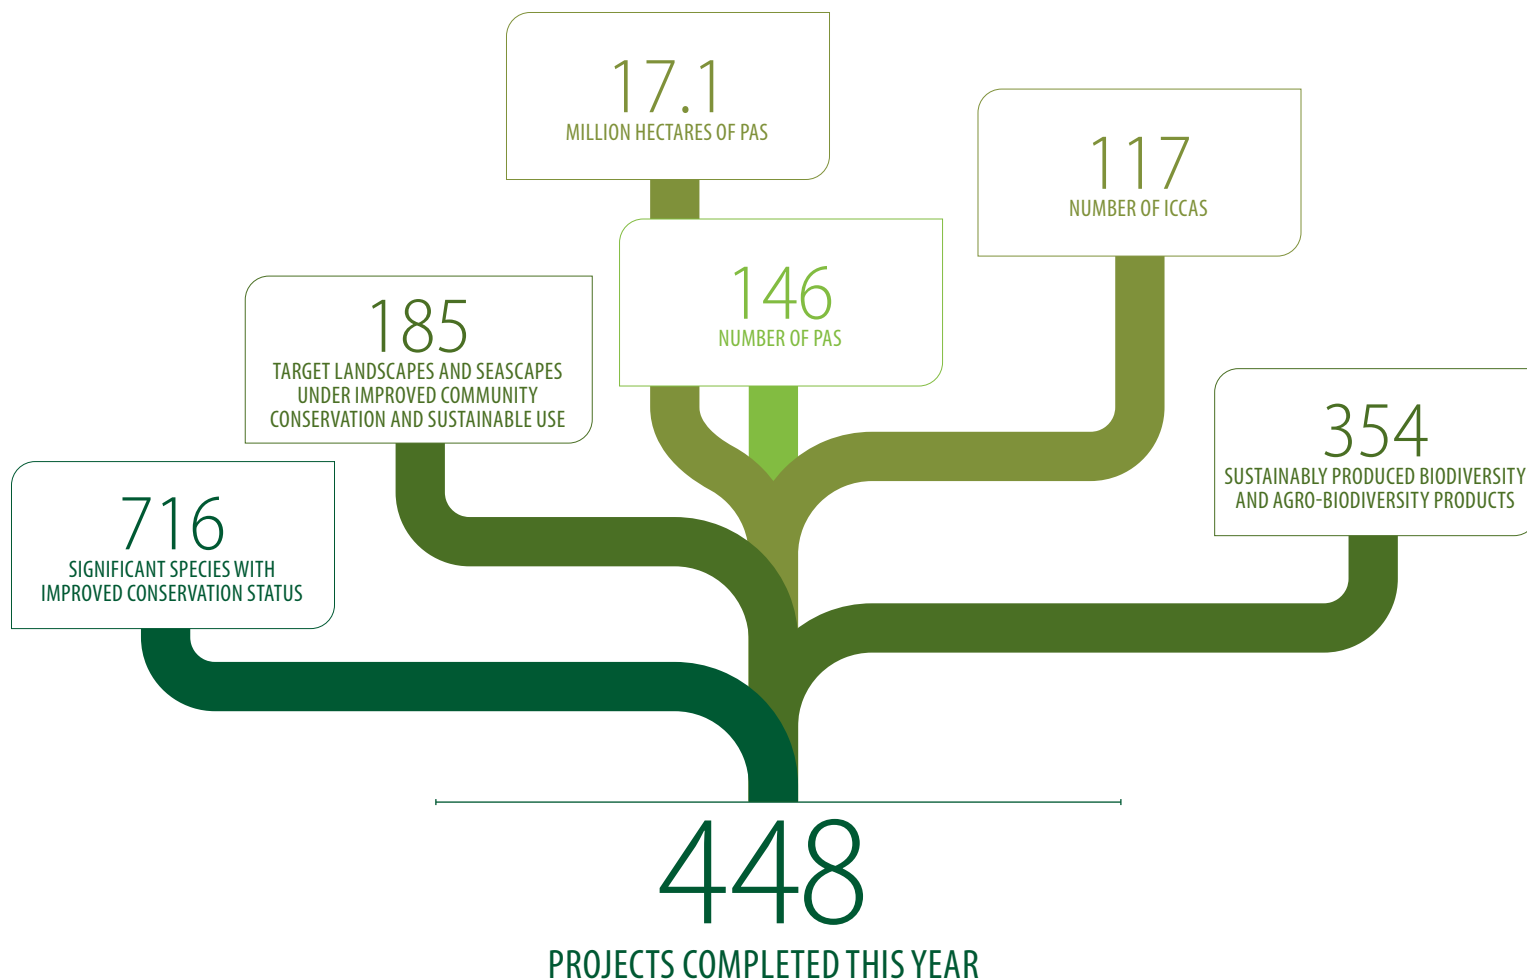 17.1
MILLION HECTARES OF PAS
117
NUMBER OF ICCAS
146
NUMBER OF PAS
185
TARGET LANDSCAPES AND SEASCAPES
UNDER IMPROVED COMMUNITY
CONSERVATION AND SUSTAINABLE USE
354
SUSTAINABLY PRODUCED BIODIVERSITY
AND AGRO-BIODIVERSITY PRODUCTS
716
SIGNIFICANT SPECIES WITH
IMPROVED CONSERVATION STATUS
448
PROJECTS COMPLETED THIS YEAR